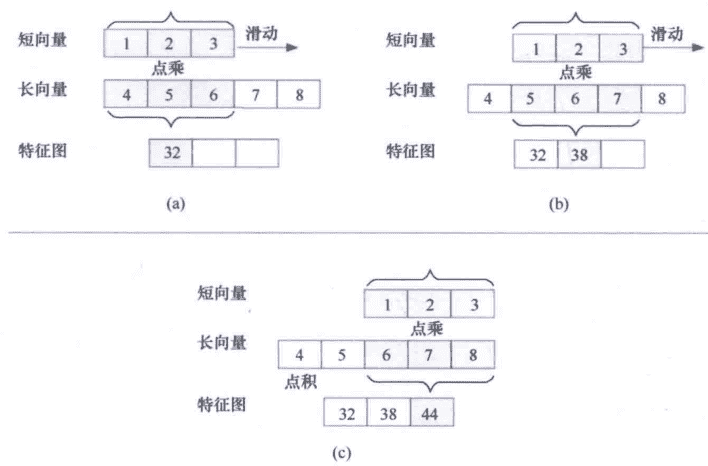 短向量 1 2 3 滑动
点乘
长向量 4 5 6 7 8
特征图 32
(a)
短向量 1 2 3 滑动
点乘
长向量 4 5 6 7 8
特征图 32 38
(b)
短向量 1 2 3
点乘
长向量 4 5 6 7 8
点积
特征图 32 38 44
(c)